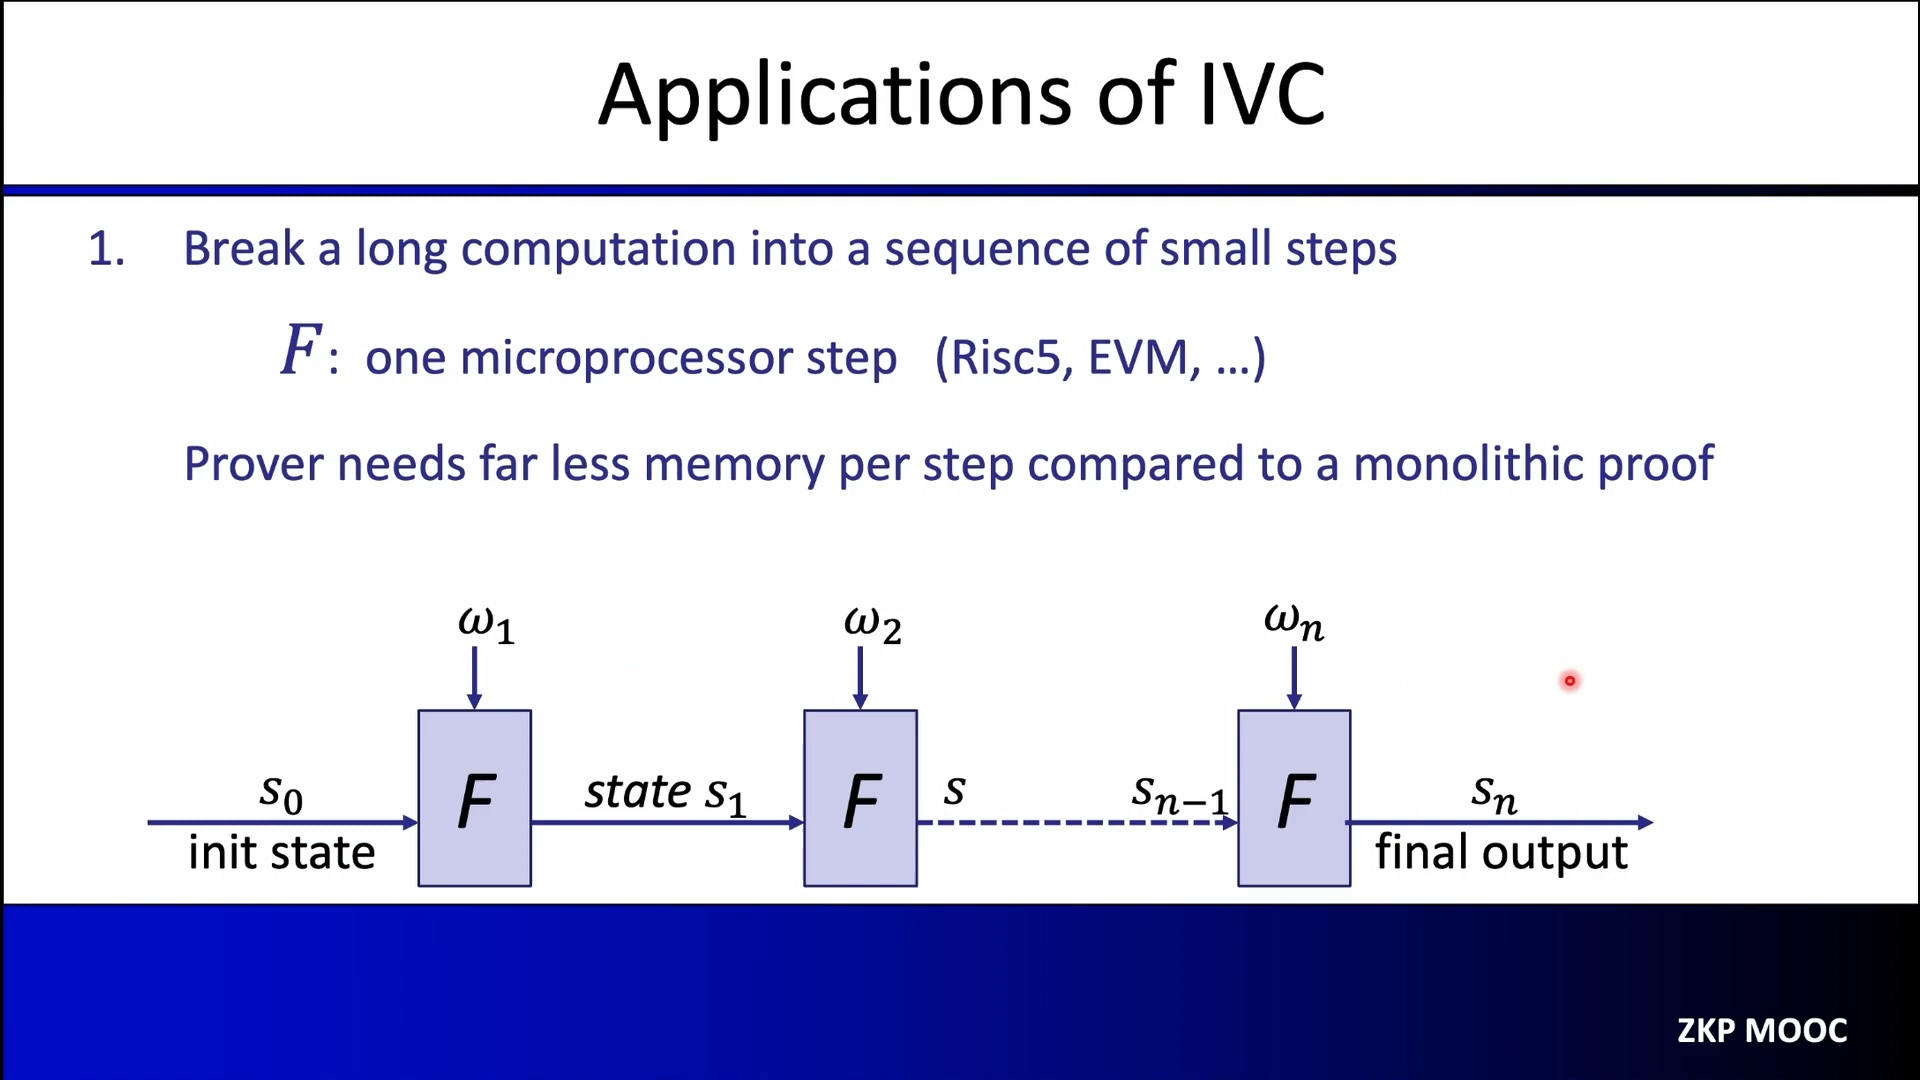 Applications of IVC
1. Break a long computation into a sequence of small steps
F: one microprocessor step (Risc5, EVM, …)
Prover needs far less memory per step compared to a monolithic proof
ω₁ ω₂ ωₙ
s₀ F state s₁ F s sₙ₋₁ F sₙ
init state final output
ZKP MOOC